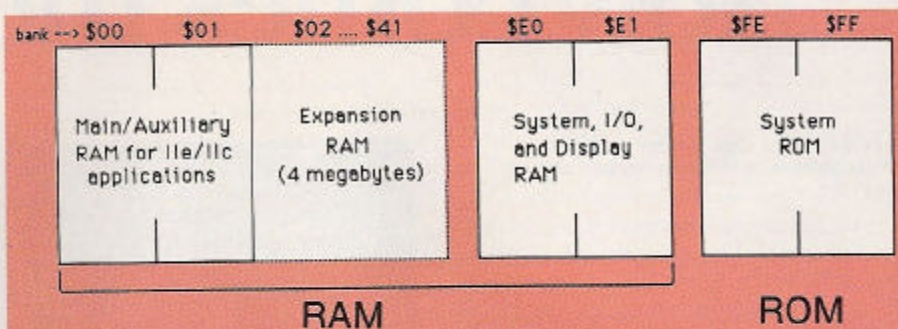 bank --> $00 $01 $02 .... $41 $E0 $E1 $FE $FF
Main/Auxiliary
RAM for IIe/IIc
applications
Expansion
RAM
(4 megabytes)
System, I/O,
and Display
RAM
System
ROM
RAM
ROM